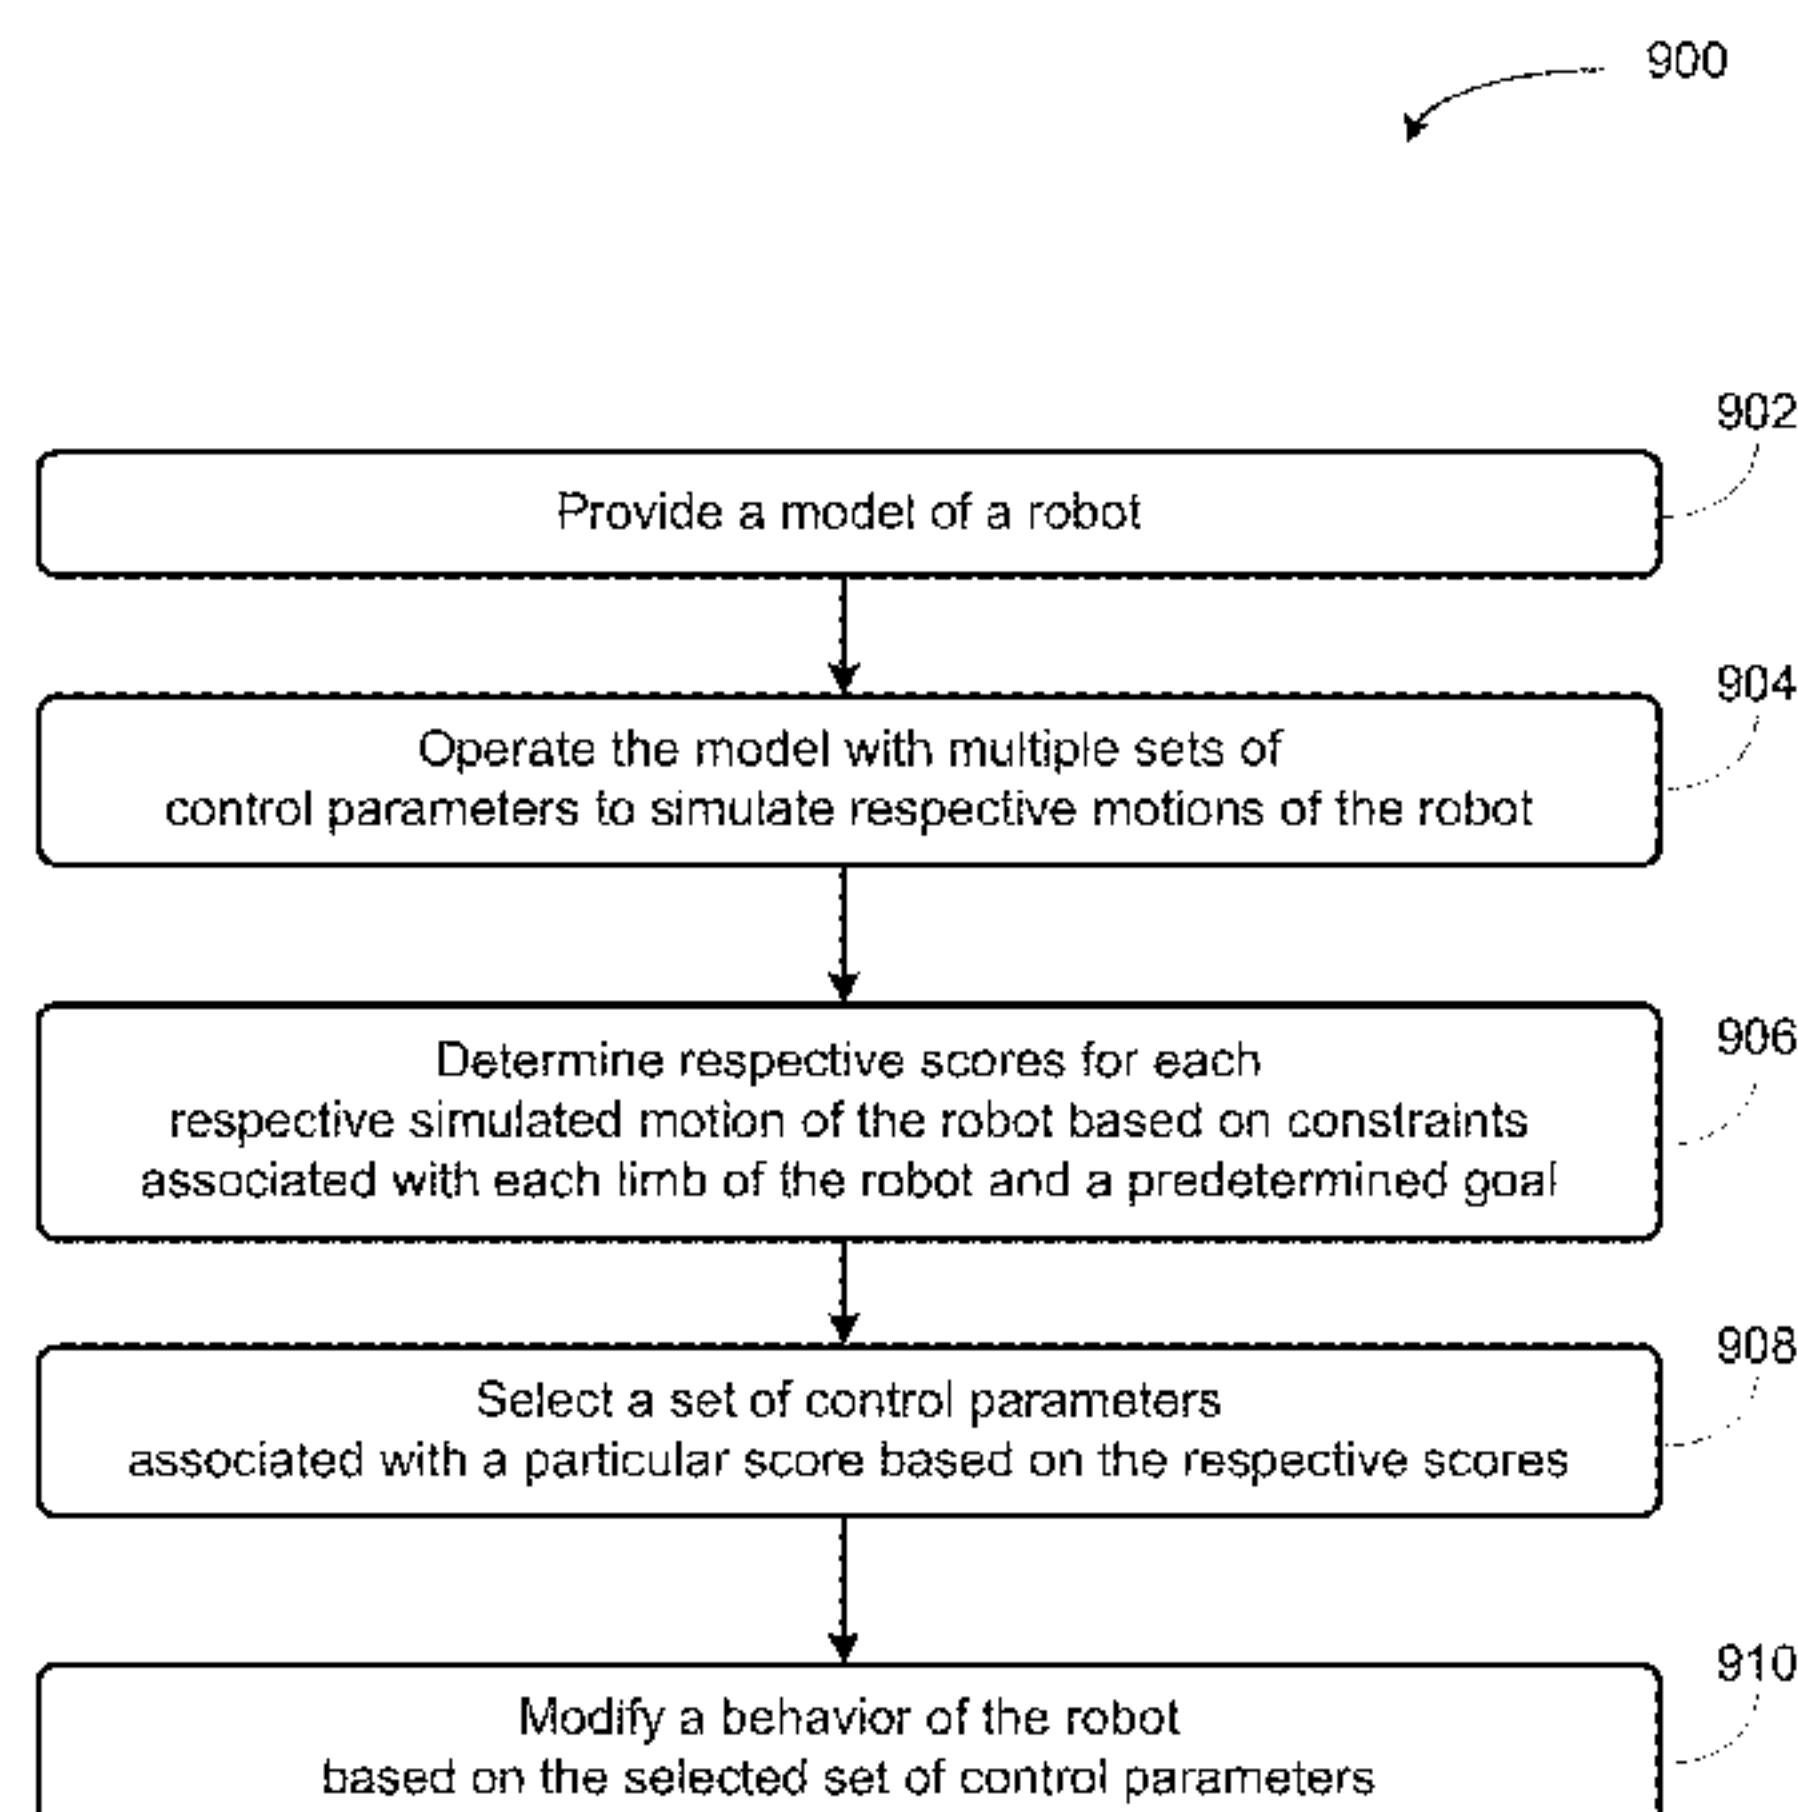 900
902
Provide a model of a robot
904
Operate the model with multiple sets of
control parameters to simulate respective motions of the robot
906
Determine respective scores for each
respective simulated motion of the robot based on constraints
associated with each limb of the robot and a predetermined goal
908
Select a set of control parameters
associated with a particular score based on the respective scores
910
Modify a behavior of the robot
based on the selected set of control parameters